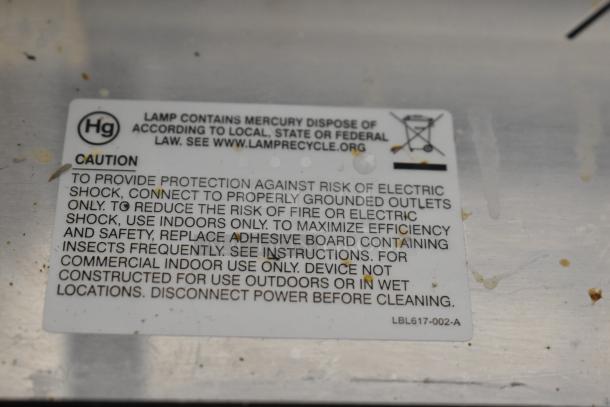 Hg
LAMP CONTAINS MERCURY DISPOSE OF
ACCORDING TO LOCAL, STATE OR FEDERAL
LAW. SEE WWW.LAMPRECYCLE.ORG
CAUTION
TO PROVIDE PROTECTION AGAINST RISK OF ELECTRIC
SHOCK, CONNECT TO PROPERLY GROUNDED OUTLETS
ONLY. TO REDUCE THE RISK OF FIRE OR ELECTRIC
SHOCK, USE INDOORS ONLY. TO MAXIMIZE EFFICIENCY
AND SAFETY, REPLACE ADHESIVE BOARD CONTAINING
INSECTS FREQUENTLY. SEE INSTRUCTIONS. FOR
COMMERCIAL INDOOR USE ONLY. DEVICE NOT
CONSTRUCTED FOR USE OUTDOORS OR IN WET
LOCATIONS. DISCONNECT POWER BEFORE CLEANING.
LBL617-002-A